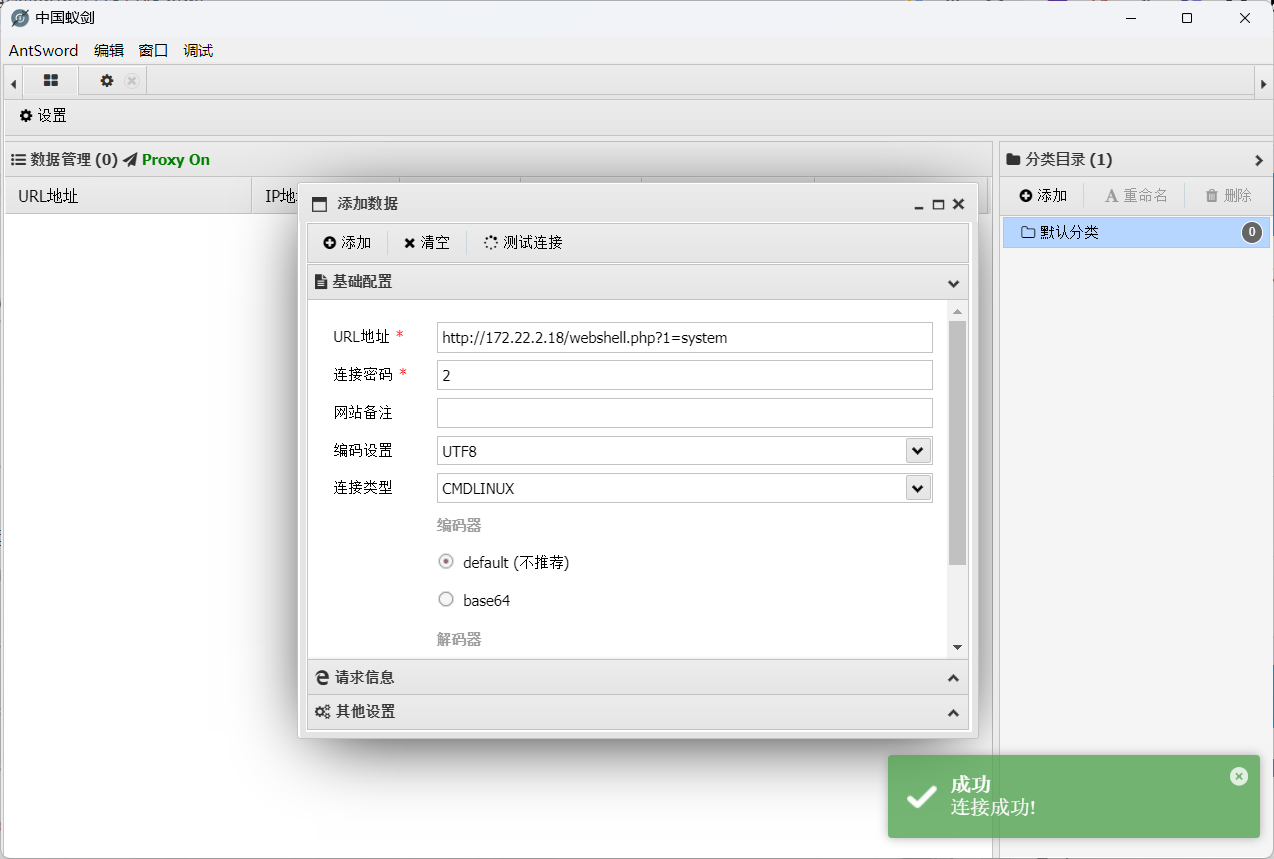 中国蚁剑
AntSword 编辑 窗口 调试
设置
数据管理 (0) Proxy On
分类目录 (1)
URL地址
IP地
添加 重命名 删除
默认分类 0
添加数据
添加 清空 测试连接
基础配置
URL地址 * http://172.22.2.18/webshell.php?1=system
连接密码 * 2
网站备注
编码设置 UTF8
连接类型 CMDLINUX
编码器
default (不推荐)
base64
解码器
请求信息
其他设置
成功
连接成功!